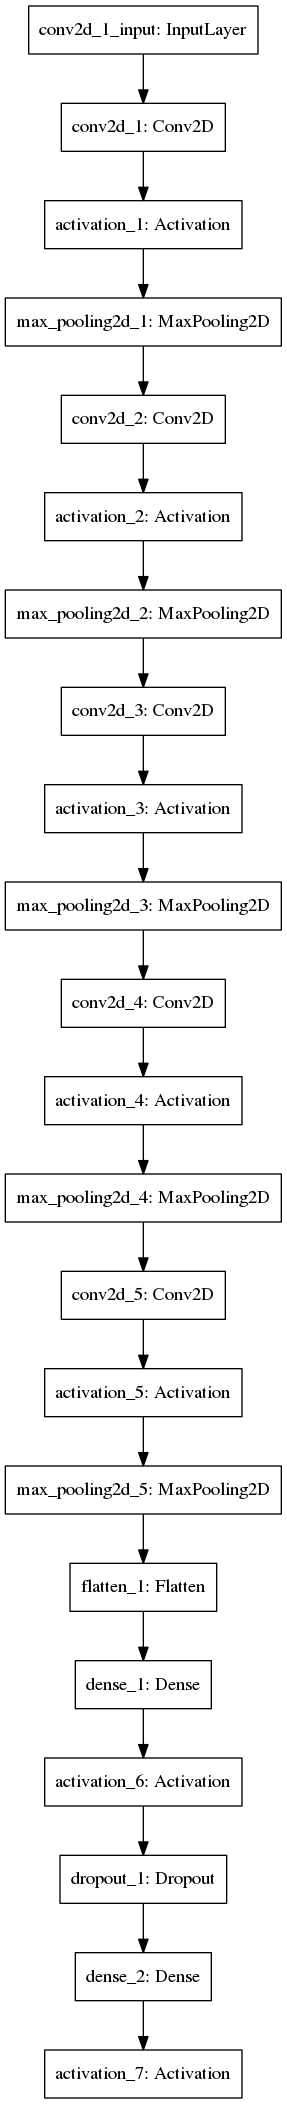 conv2d_1_input: InputLayer
conv2d_1: Conv2D
activation_1: Activation
max_pooling2d_1: MaxPooling2D
conv2d_2: Conv2D
activation_2: Activation
max_pooling2d_2: MaxPooling2D
conv2d_3: Conv2D
activation_3: Activation
max_pooling2d_3: MaxPooling2D
conv2d_4: Conv2D
activation_4: Activation
max_pooling2d_4: MaxPooling2D
conv2d_5: Conv2D
activation_5: Activation
max_pooling2d_5: MaxPooling2D
flatten_1: Flatten
dense_1: Dense
activation_6: Activation
dropout_1: Dropout
dense_2: Dense
activation_7: Activation